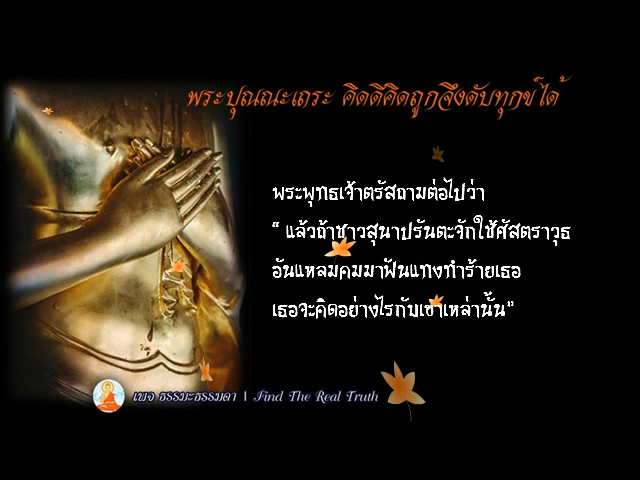 พระปุณณะเถระ คิดดีคิดถูกจึงดับทุกข์ได้
พระพุทธเจ้าตรัสถามต่อไปว่า
“ แล้วถ้าชาวสุนาปรันตะจักใช้ศัสตราวุธ
อันแหลมคมมาฟันแทงทำร้ายเธอ
เธอจะคิดอย่างไรกับเขาเหล่านั้น”
เพจ ธรรมะธรรมดา | Find The Real Truth